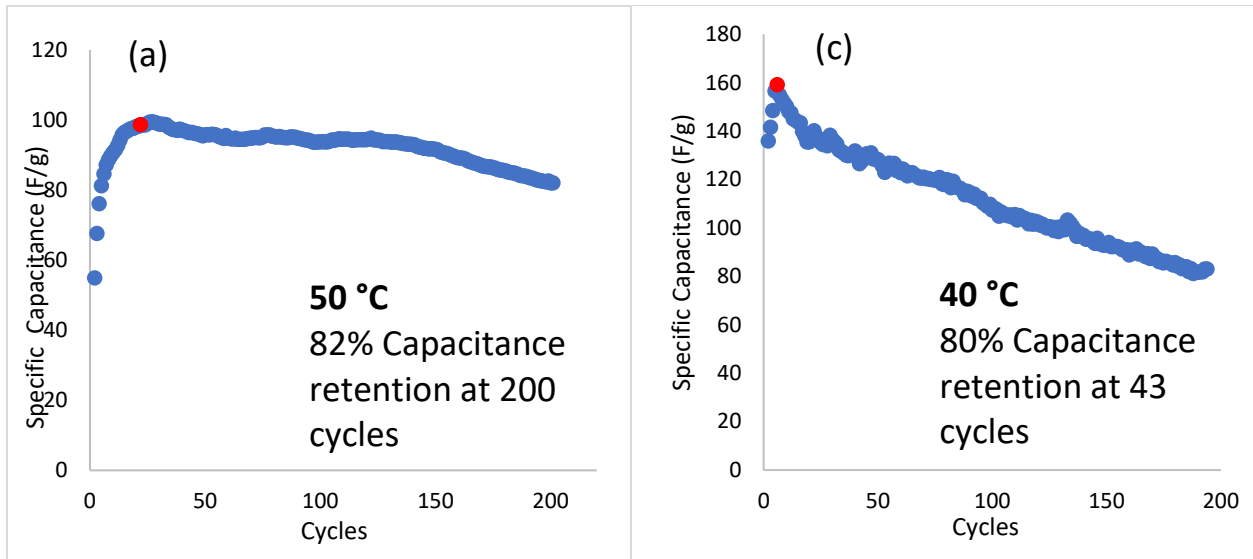 (a)
Specific Capacitance (F/g)
120
100
80
60
40
20
0
50 °C
82% Capacitance
retention at 200
cycles
0 50 100 150 200
Cycles
(c)
Specific Capacitance (F/g)
180
160
140
120
100
80
60
40
20
0
40 °C
80% Capacitance
retention at 43
cycles
0 50 100 150 200
Cycles